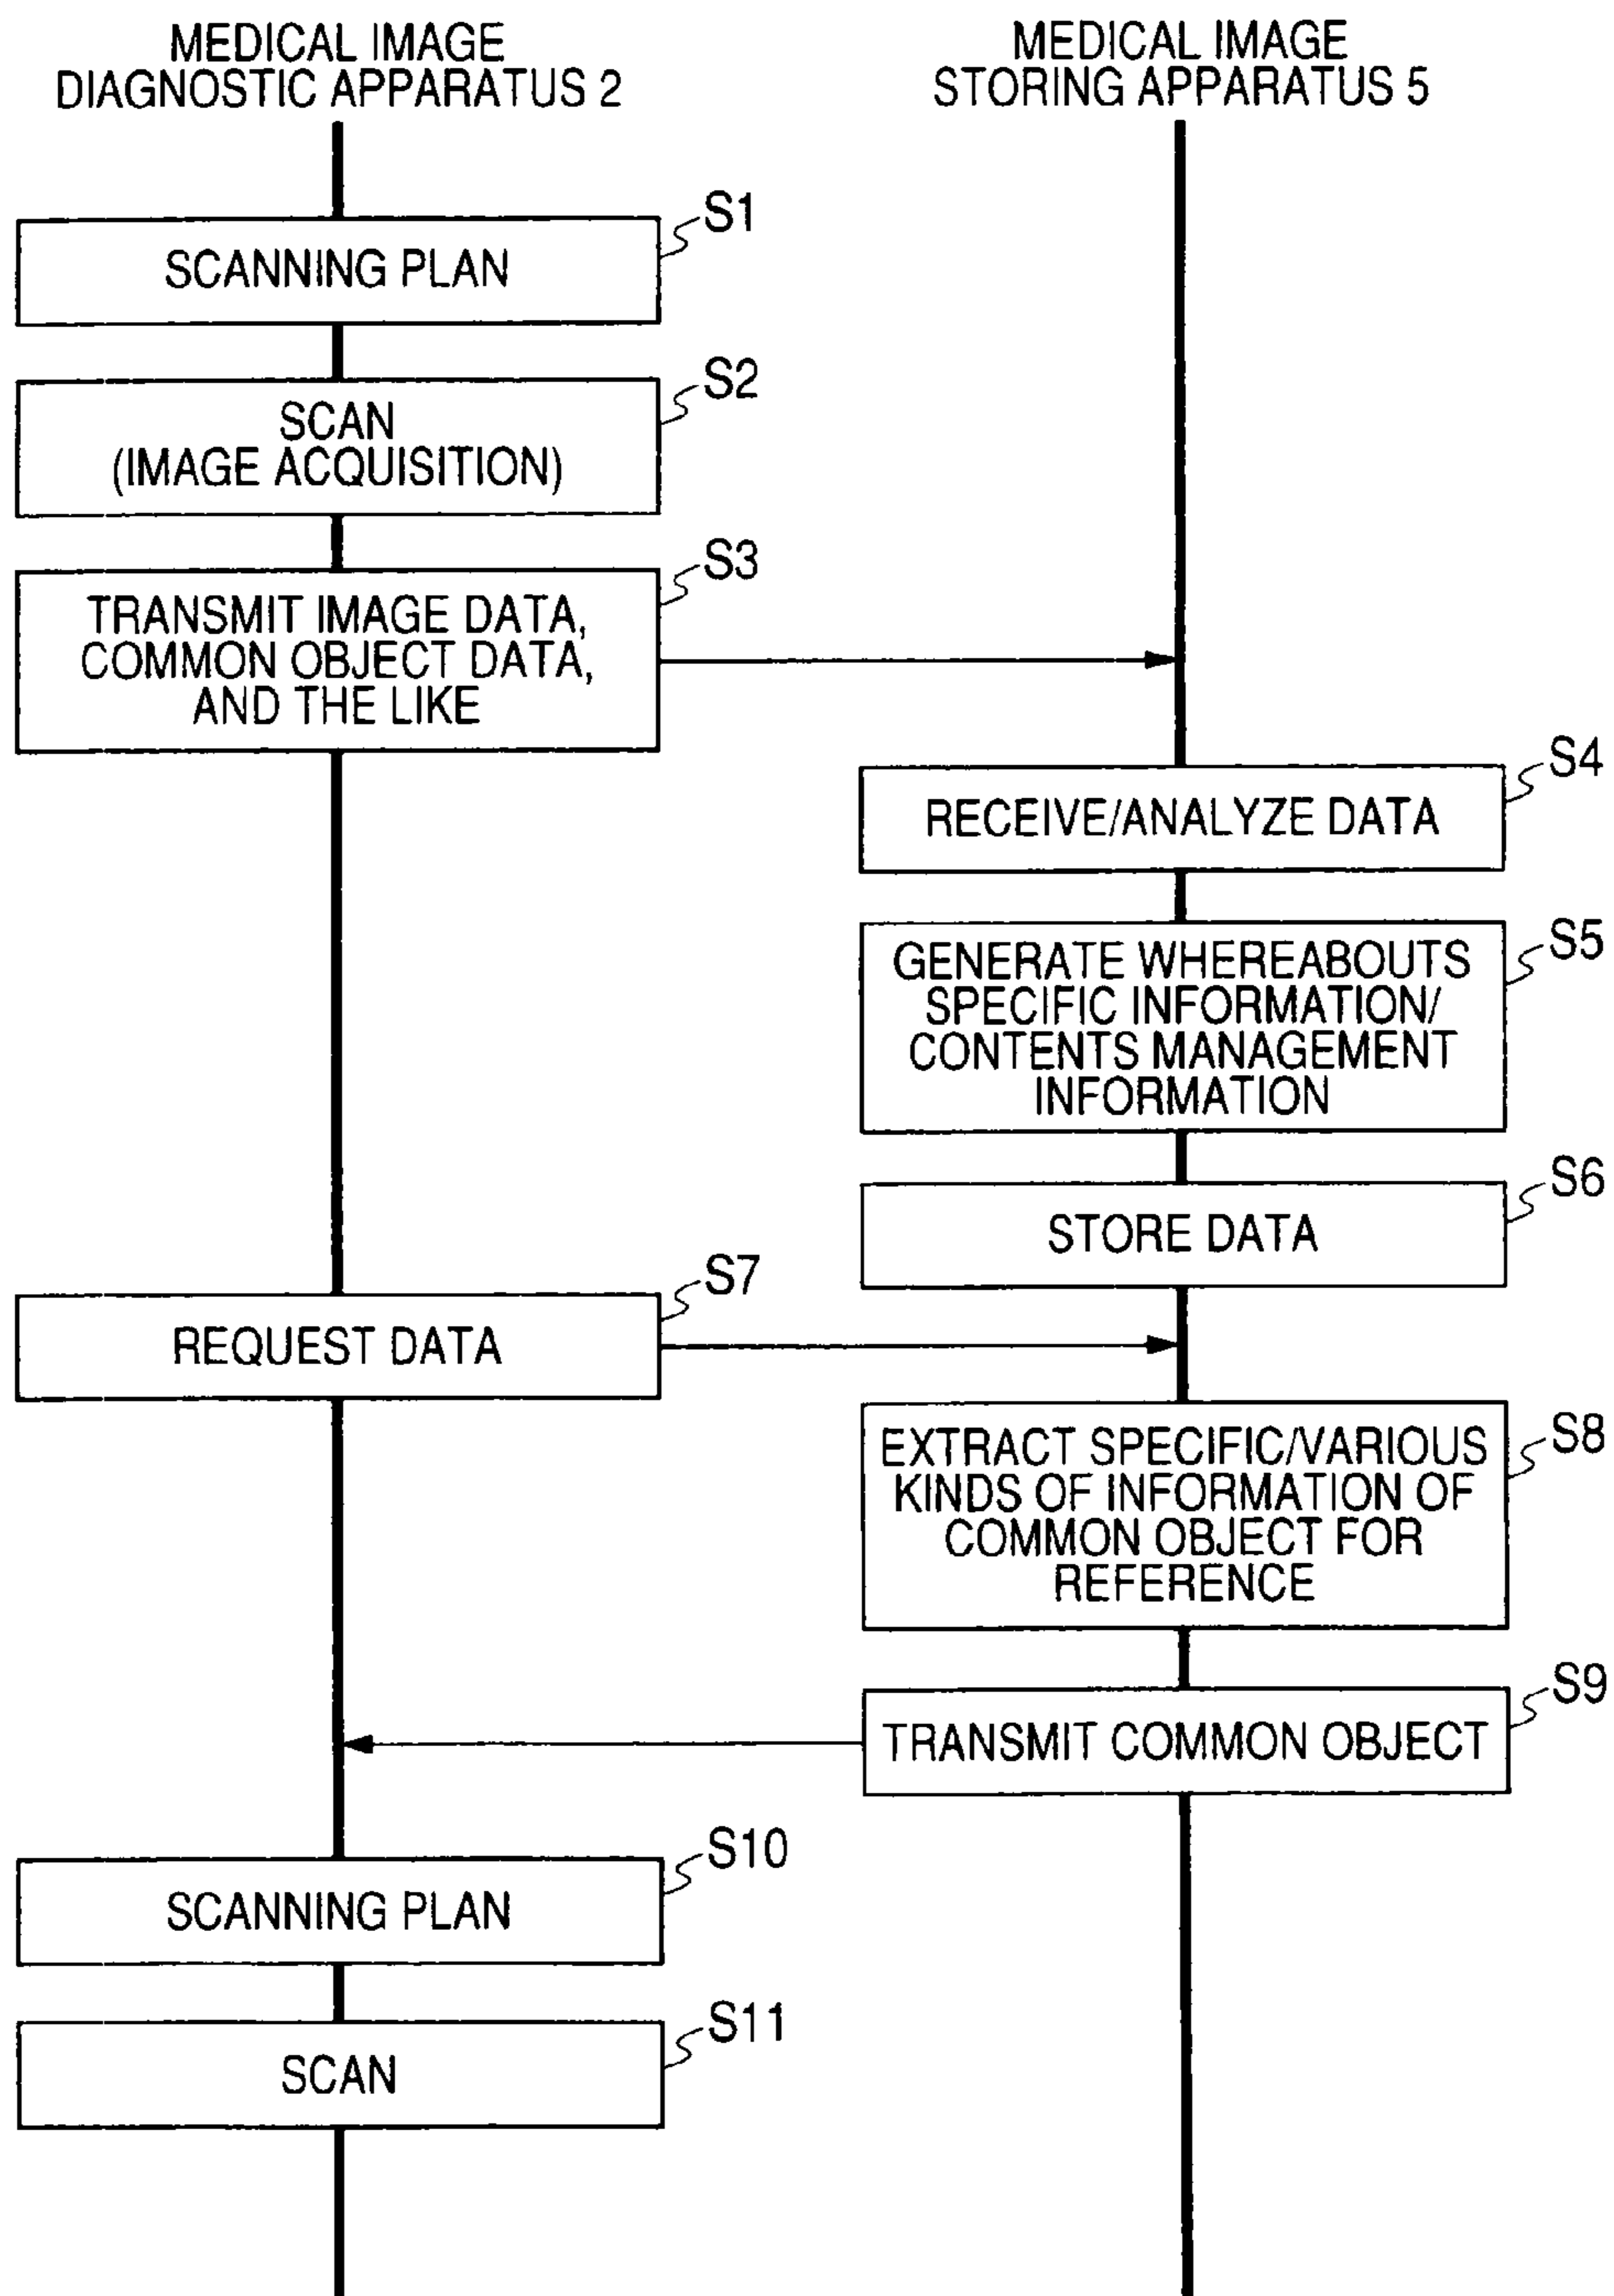 MEDICAL IMAGE
DIAGNOSTIC APPARATUS 2
MEDICAL IMAGE
STORING APPARATUS 5
S1
SCANNING PLAN
S2
SCAN
(IMAGE ACQUISITION)
S3
TRANSMIT IMAGE DATA,
COMMON OBJECT DATA,
AND THE LIKE
S4
RECEIVE/ANALYZE DATA
S5
GENERATE WHEREABOUTS
SPECIFIC INFORMATION/
CONTENTS MANAGEMENT
INFORMATION
S6
STORE DATA
S7
REQUEST DATA
S8
EXTRACT SPECIFIC/VARIOUS
KINDS OF INFORMATION OF
COMMON OBJECT FOR
REFERENCE
S9
TRANSMIT COMMON OBJECT
S10
SCANNING PLAN
S11
SCAN